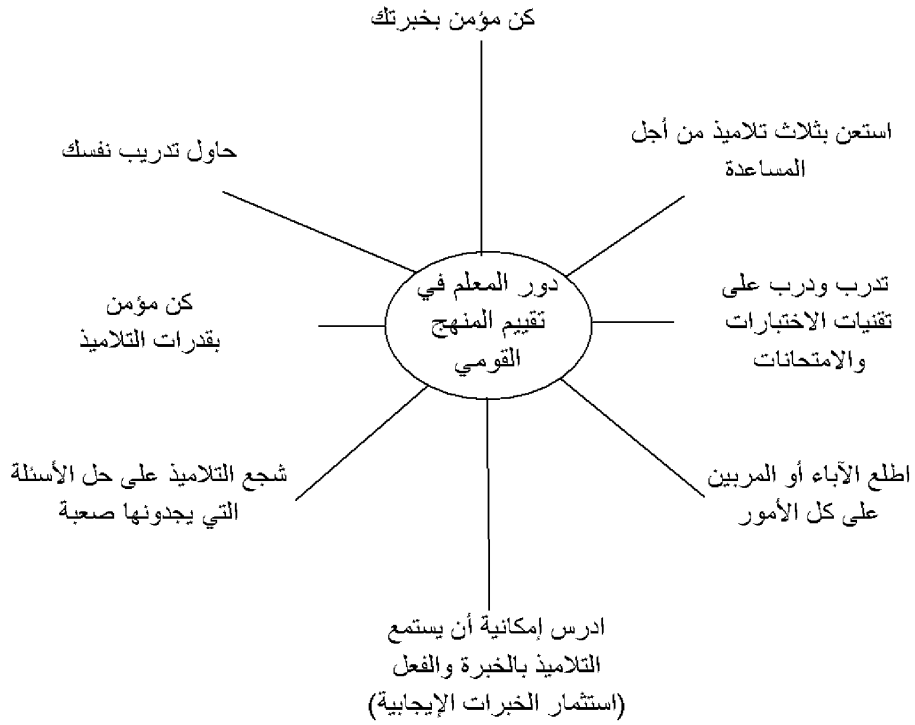 كن مؤمن بخبرتك
استعن بثلاث تلاميذ من أجل
المساعدة
حاول تدريب نفسك
دور المعلم في
تقييم المنهج
القومي
تدرب ودرب على
تقنيات الاختبارات
والامتحانات
كن مؤمن
بقدرات التلاميذ
اطلع الآباء أو المربين
على كل الأمور
شجع التلاميذ على حل الأسئلة
التي يجدونها صعبة
ادرس إمكانية أن يستمع
التلاميذ بالخبرة والفعل
(استثمار الخبرات الإيجابية)